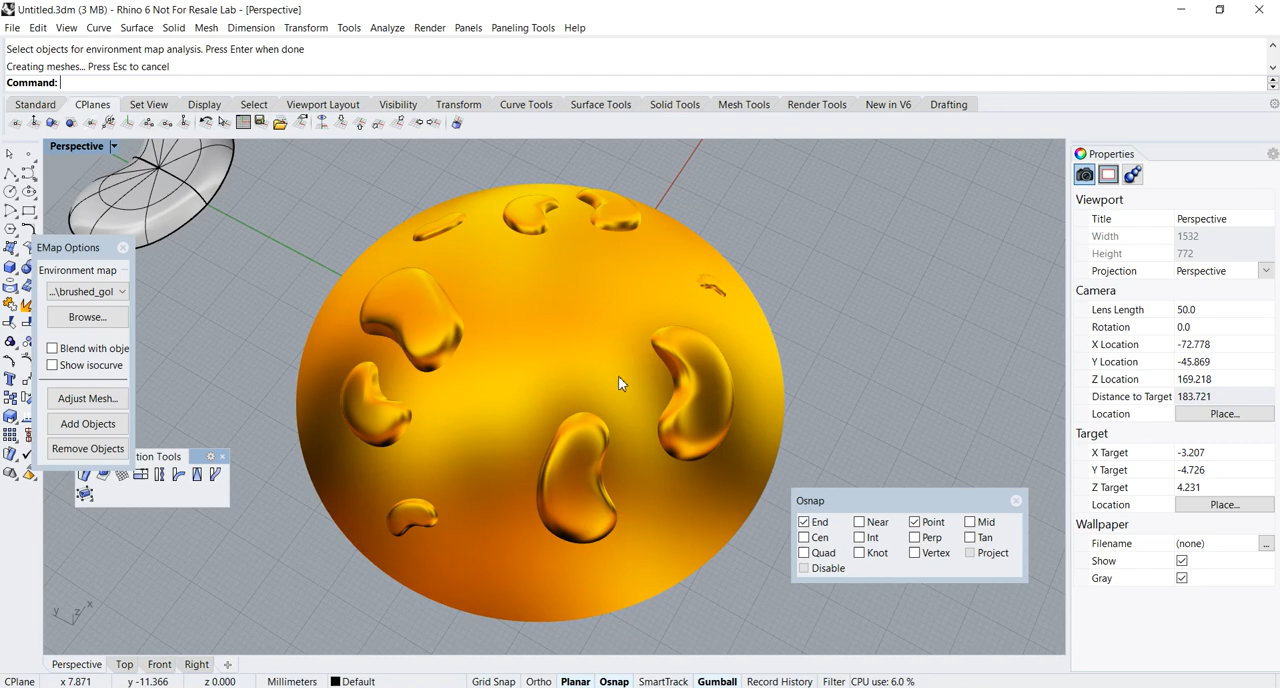 Untitled.3dm (3 MB) - Rhino 6 Not For Resale Lab - [Perspective]
File Edit View Curve Surface Solid Mesh Dimension Transform Tools Analyze Render Panels Paneling Tools Help
Select objects for environment map analysis. Press Enter when done
Creating meshes... Press Esc to cancel
Command:
Standard CPlanes Set View Display Select Viewport Layout Visibility Transform Curve Tools Surface Tools Solid Tools Mesh Tools Render Tools New in V6 Drafting
Perspective
EMap Options
Environment map
...\brushed_gol
Browse...
Blend with obje
Show isocurve
Adjust Mesh...
Add Objects
Remove Objects
tion Tools
Osnap
End Near Point Mid
Cen Int Perp Tan
Quad Knot Vertex Project
Disable
Properties
Viewport
Title Perspective
Width 1532
Height 772
Projection Perspective
Camera
Lens Length 50.0
Rotation 0.0
X Location -72.778
Y Location -45.869
Z Location 169.218
Distance to Target 183.721
Location Place...
Target
X Target -3.207
Y Target -4.726
Z Target 4.231
Location Place...
Wallpaper
Filename (none) ...
Show
Gray
y z x
Perspective Top Front Right
CPlane x 7.871 y -11.366 z 0.000 Millimeters Default Grid Snap Ortho Planar Osnap SmartTrack Gumball Record History Filter CPU use: 6.0 %